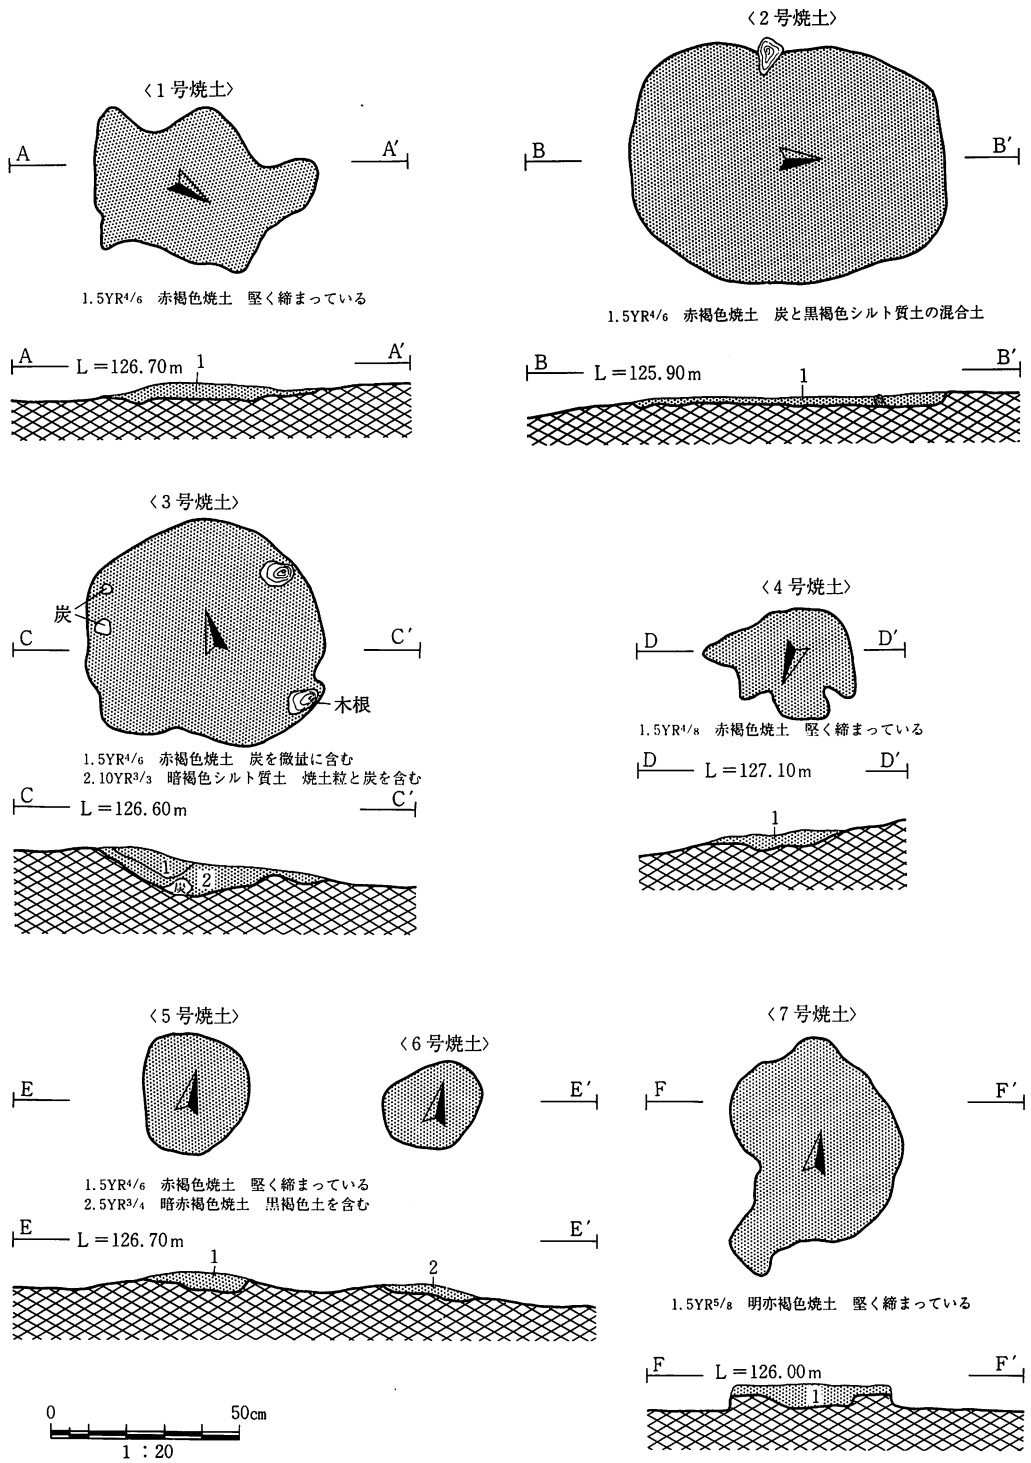 〈1号焼土〉
A A′
1.5YR4/6 赤褐色焼土 堅く締まっている
A L＝126.70m A′
1
〈2号焼土〉
B B′
1.5YR4/6 赤褐色焼土 炭と黒褐色シルト質土の混合土
B L＝125.90m B′
1
〈3号焼土〉
炭
C C′
木根
1.5YR4/6 赤褐色焼土 炭を微量に含む
2.10YR3/3 暗褐色シルト質土 焼土粒と炭を含む
C L＝126.60m C′
1 炭 2
〈4号焼土〉
D D′
1.5YR4/8 赤褐色焼土 堅く締まっている
D L＝127.10m D′
1
〈5号焼土〉
〈6号焼土〉
E E′
1.5YR4/6 赤褐色焼土 堅く締まっている
2.5YR3/4 暗赤褐色焼土 黒褐色土を含む
E L＝126.70m E′
1 2
〈7号焼土〉
F F′
1.5YR5/8 明赤褐色焼土 堅く締まっている
F L＝126.00m F′
1
0 50cm
1：20